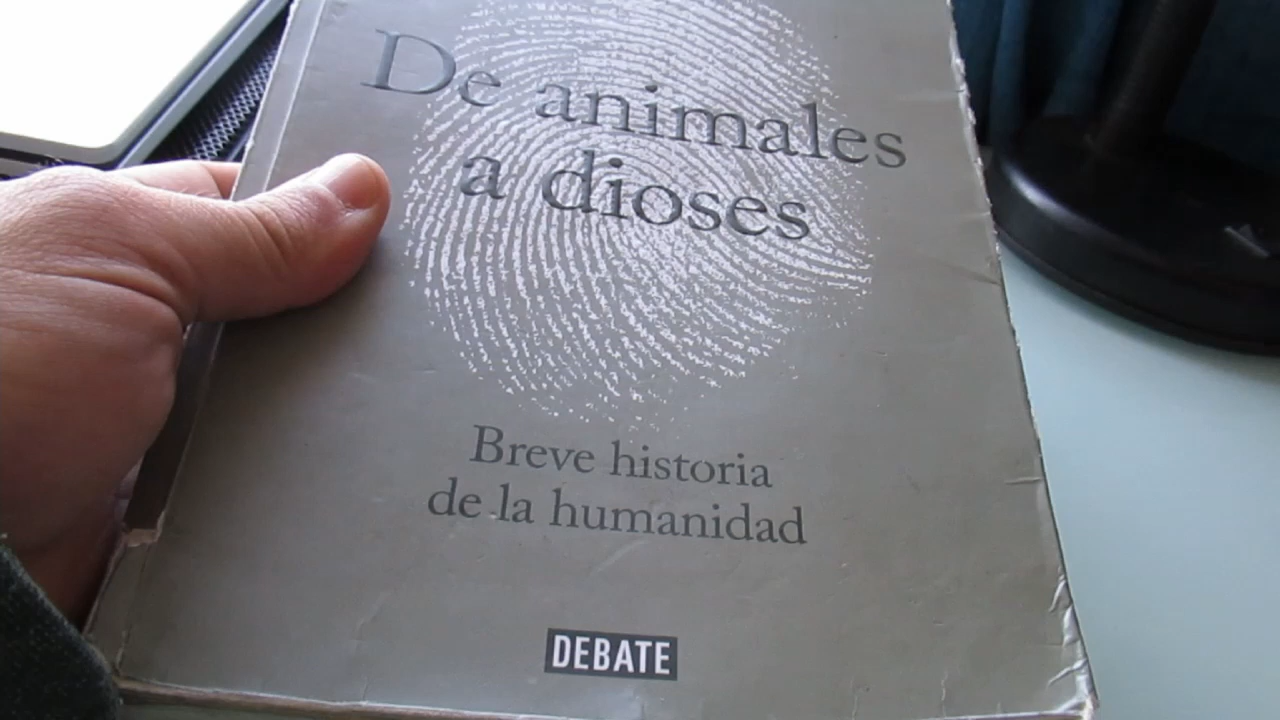 De animales
a dioses
Breve historia
de la humanidad
DEBATE